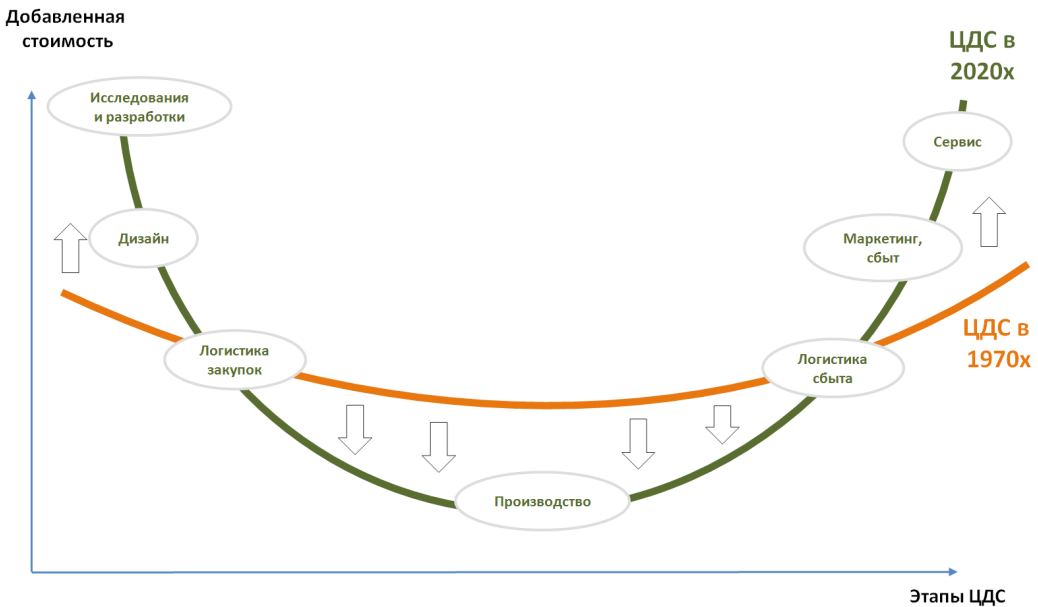 Добавленная
стоимость
ЦДС в
2020х
Исследования
и разработки
Сервис
Дизайн
Маркетинг,
сбыт
ЦДС в
1970х
Логистика
закупок
Логистика
сбыта
Производство
Этапы ЦДС